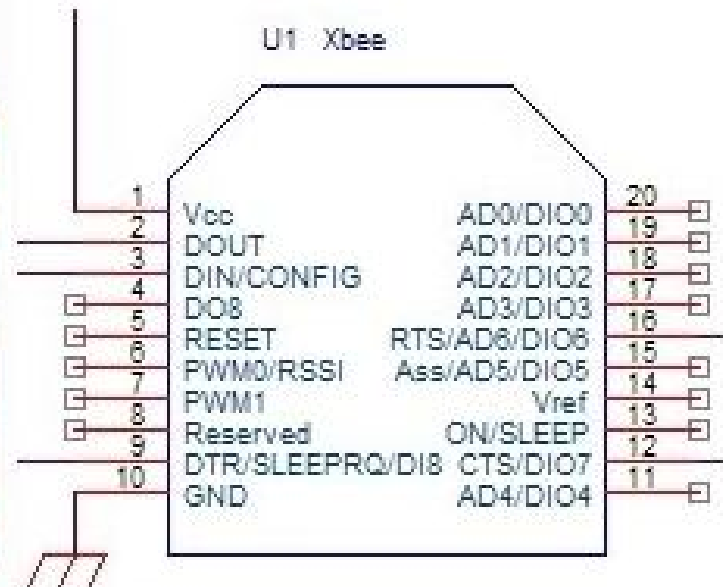 U1 Xbee
1 Vcc AD0/DIO0 20
2 DOUT AD1/DIO1 19
3 DIN/CONFIG AD2/DIO2 18
4 DO8 AD3/DIO3 17
5 RESET RTS/AD6/DIO6 16
6 PWM0/RSSI Ass/AD5/DIO5 15
7 PWM1 Vref 14
8 Reserved ON/SLEEP 13
9 DTR/SLEEPRQ/DI8 CTS/DIO7 12
10 GND AD4/DIO4 11